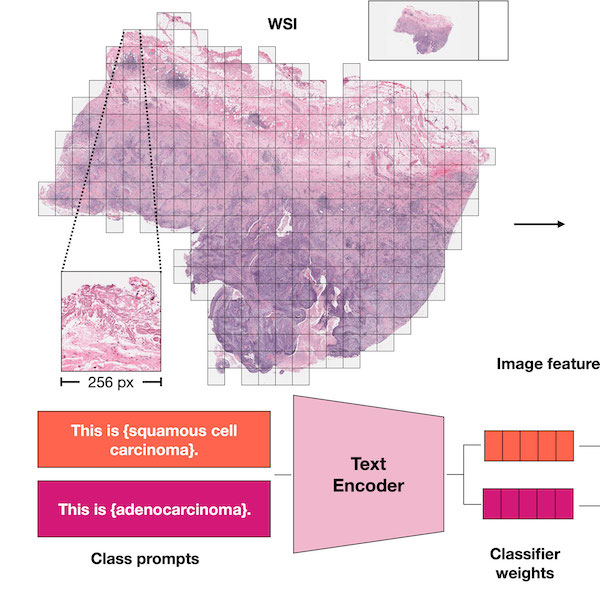 WSI
256 px
Image feature
This is {squamous cell
carcinoma}.
This is {adenocarcinoma}.
Class prompts
Text
Encoder
Classifier
weights